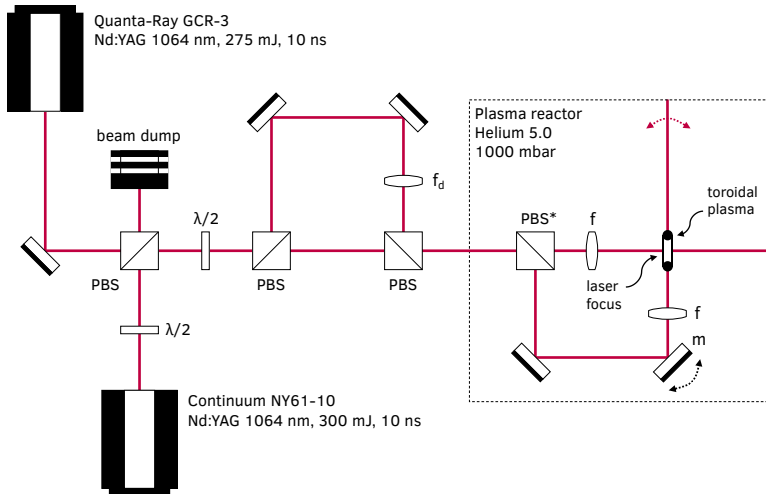 Quanta-Ray GCR-3
Nd:YAG 1064 nm, 275 mJ, 10 ns
beam dump
Plasma reactor
Helium 5.0
1000 mbar
f_d
toroidal
plasma
λ/2
PBS*
f
PBS
PBS
PBS
laser
focus
f
λ/2
m
Continuum NY61-10
Nd:YAG 1064 nm, 300 mJ, 10 ns